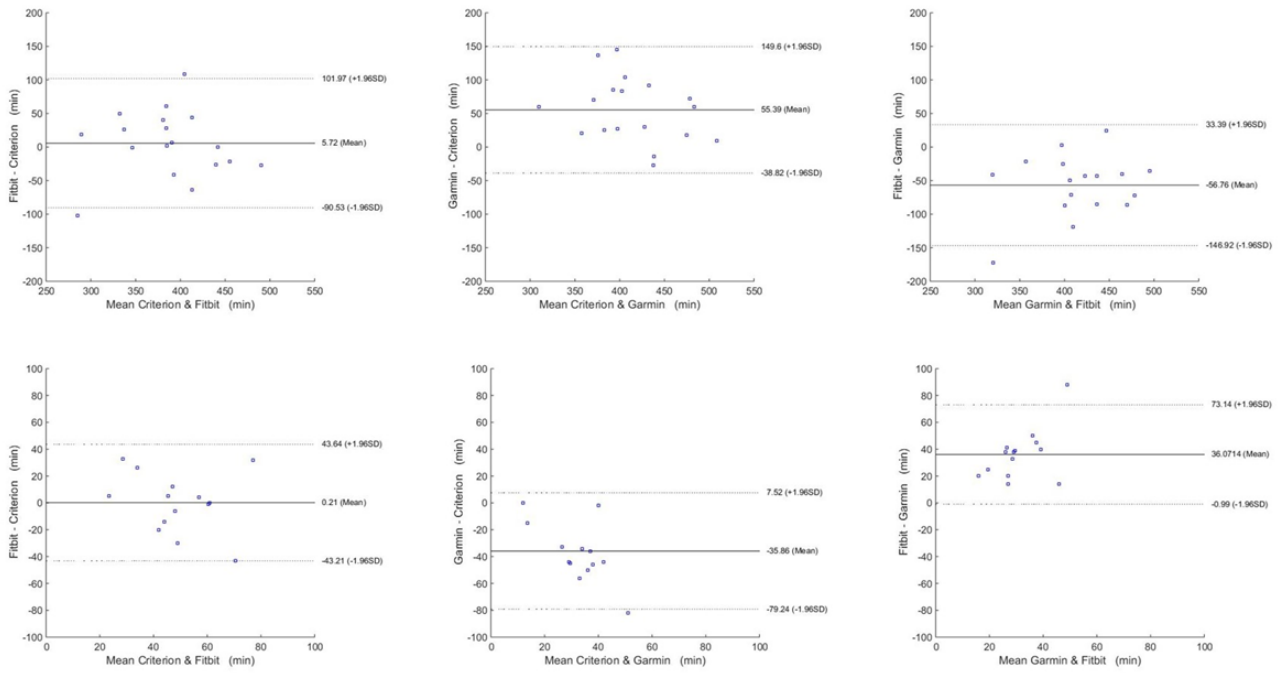 200
150
100
50
0
-50
-100
-150
-200
250 300 350 400 450 500 550
Fitbit - Criterion (min)
Mean Criterion & Fitbit (min)
101.97 (+1.96SD)
5.72 (Mean)
-90.53 (-1.96SD)
200
150
100
50
0
-50
-100
-150
-200
250 300 350 400 450 500 550
Garmin - Criterion (min)
Mean Criterion & Garmin (min)
149.6 (+1.96SD)
55.39 (Mean)
-38.82 (-1.96SD)
200
150
100
50
0
-50
-100
-150
-200
250 300 350 400 450 500 550
Fitbit - Garmin (min)
Mean Garmin & Fitbit (min)
33.39 (+1.96SD)
-56.76 (Mean)
-146.92 (-1.96SD)
100
80
60
40
20
0
-20
-40
-60
-80
-100
0 20 40 60 80 100
Fitbit - Criterion (min)
Mean Criterion & Fitbit (min)
43.64 (+1.96SD)
0.21 (Mean)
-43.21 (-1.96SD)
100
80
60
40
20
0
-20
-40
-60
-80
-100
0 20 40 60 80 100
Garmin - Criterion (min)
Mean Criterion & Garmin (min)
7.52 (+1.96SD)
-35.86 (Mean)
-79.24 (-1.96SD)
100
80
60
40
20
0
-20
-40
-60
-80
-100
0 20 40 60 80 100
Fitbit - Garmin (min)
Mean Garmin & Fitbit (min)
73.14 (+1.96SD)
36.0714 (Mean)
-0.99 (-1.96SD)